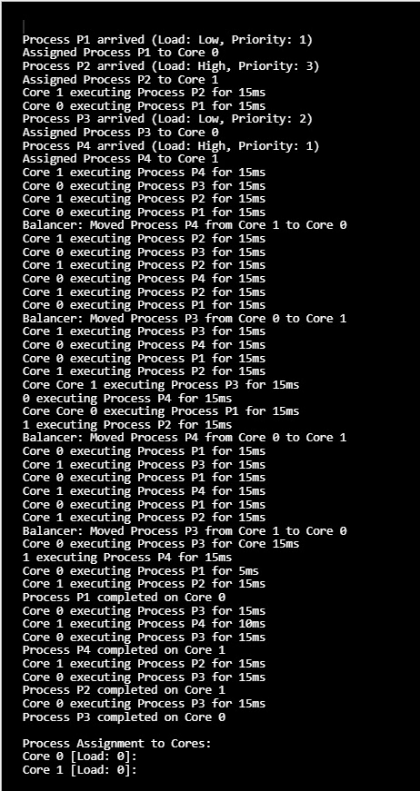 Process P1 arrived (Load: Low, Priority: 1)
Assigned Process P1 to Core 0
Process P2 arrived (Load: High, Priority: 3)
Assigned Process P2 to Core 1
Core 1 executing Process P2 for 15ms
Core 0 executing Process P1 for 15ms
Process P3 arrived (Load: Low, Priority: 2)
Assigned Process P3 to Core 0
Process P4 arrived (Load: High, Priority: 1)
Assigned Process P4 to Core 1
Core 1 executing Process P4 for 15ms
Core 0 executing Process P3 for 15ms
Core 1 executing Process P2 for 15ms
Core 0 executing Process P1 for 15ms
Balancer: Moved Process P4 from Core 1 to Core 0
Core 1 executing Process P2 for 15ms
Core 0 executing Process P3 for 15ms
Core 1 executing Process P2 for 15ms
Core 0 executing Process P4 for 15ms
Core 1 executing Process P2 for 15ms
Core 0 executing Process P1 for 15ms
Balancer: Moved Process P3 from Core 0 to Core 1
Core 1 executing Process P3 for 15ms
Core 0 executing Process P4 for 15ms
Core 0 executing Process P1 for 15ms
Core 1 executing Process P2 for 15ms
Core Core 1 executing Process P3 for 15ms
0 executing Process P4 for 15ms
Core Core 0 executing Process P1 for 15ms
1 executing Process P2 for 15ms
Balancer: Moved Process P4 from Core 0 to Core 1
Core 0 executing Process P1 for 15ms
Core 1 executing Process P3 for 15ms
Core 0 executing Process P1 for 15ms
Core 1 executing Process P4 for 15ms
Core 0 executing Process P1 for 15ms
Core 1 executing Process P2 for 15ms
Balancer: Moved Process P3 from Core 1 to Core 0
Core 0 executing Process P3 for Core 15ms
1 executing Process P4 for 15ms
Core 0 executing Process P1 for 5ms
Core 1 executing Process P2 for 15ms
Process P1 completed on Core 0
Core 0 executing Process P3 for 15ms
Core 1 executing Process P4 for 10ms
Core 0 executing Process P3 for 15ms
Process P4 completed on Core 1
Core 1 executing Process P2 for 15ms
Core 0 executing Process P3 for 15ms
Process P2 completed on Core 1
Core 0 executing Process P3 for 15ms
Process P3 completed on Core 0
Process Assignment to Cores:
Core 0 [Load: 0]:
Core 1 [Load: 0]: